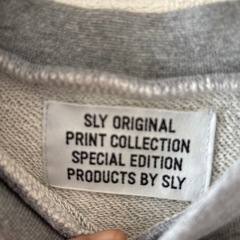 SLY ORIGINAL
PRINT COLLECTION
SPECIAL EDITION
PRODUCTS BY SLY